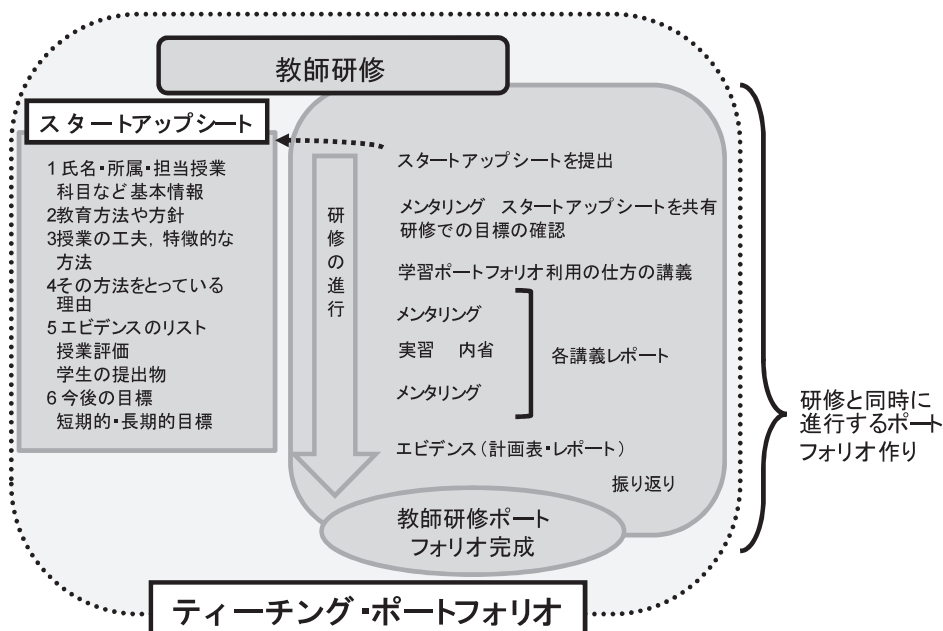 教師研修
スタートアップシート
1 氏名・所属・担当授業
科目など基本情報
2教育方法や方針
3授業の工夫，特徴的な
方法
4その方法をとっている
理由
5エビデンスのリスト
授業評価
学生の提出物
6今後の目標
短期的・長期的目標
研修の進行
スタートアップシートを提出
メンタリング　スタートアップシートを共有
研修での目標の確認
学習ポートフォリオ利用の仕方の講義
メンタリング
実習　内省
メンタリング
各講義レポート
エビデンス（計画表・レポート）
振り返り
教師研修ポート
フォリオ完成
研修と同時に
進行するポート
フォリオ作り
ティーチング・ポートフォリオ